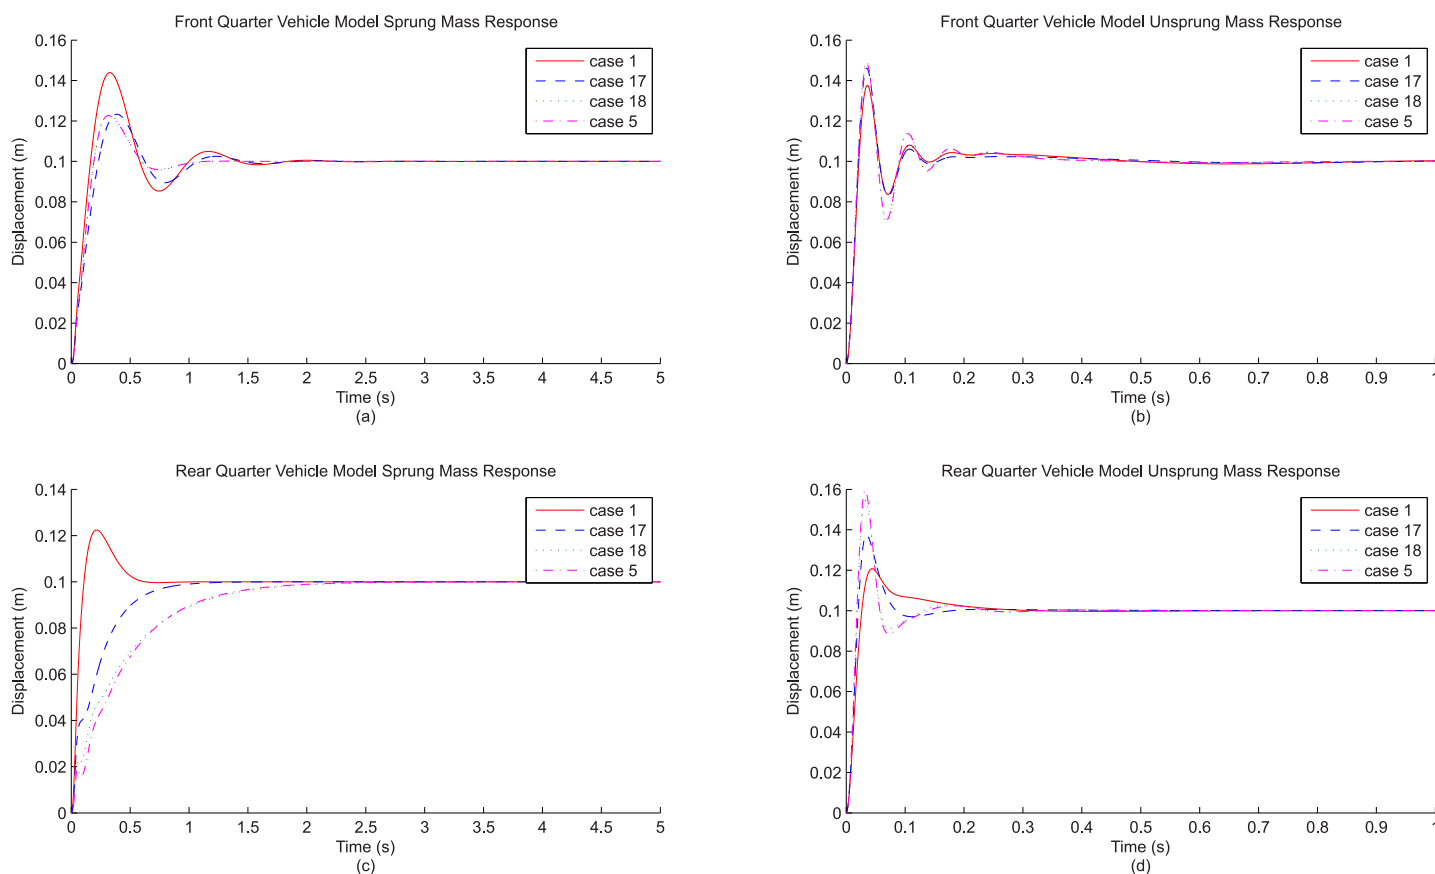 Front Quarter Vehicle Model Sprung Mass Response
0.16
0.14
0.12
0.1
0.08
0.06
0.04
0.02
0
Displacement (m)
case 1
case 17
case 18
case 5
0 0.5 1 1.5 2 2.5 3 3.5 4 4.5 5
Time (s)
(a)
Front Quarter Vehicle Model Unsprung Mass Response
0.16
0.14
0.12
0.1
0.08
0.06
0.04
0.02
0
Displacement (m)
case 1
case 17
case 18
case 5
0 0.1 0.2 0.3 0.4 0.5 0.6 0.7 0.8 0.9 1
Time (s)
(b)
Rear Quarter Vehicle Model Sprung Mass Response
0.14
0.12
0.1
0.08
0.06
0.04
0.02
0
Displacement (m)
case 1
case 17
case 18
case 5
0 0.5 1 1.5 2 2.5 3 3.5 4 4.5 5
Time (s)
(c)
Rear Quarter Vehicle Model Unsprung Mass Response
0.16
0.14
0.12
0.1
0.08
0.06
0.04
0.02
0
Displacement (m)
case 1
case 17
case 18
case 5
0 0.1 0.2 0.3 0.4 0.5 0.6 0.7 0.8 0.9 1
Time (s)
(d)